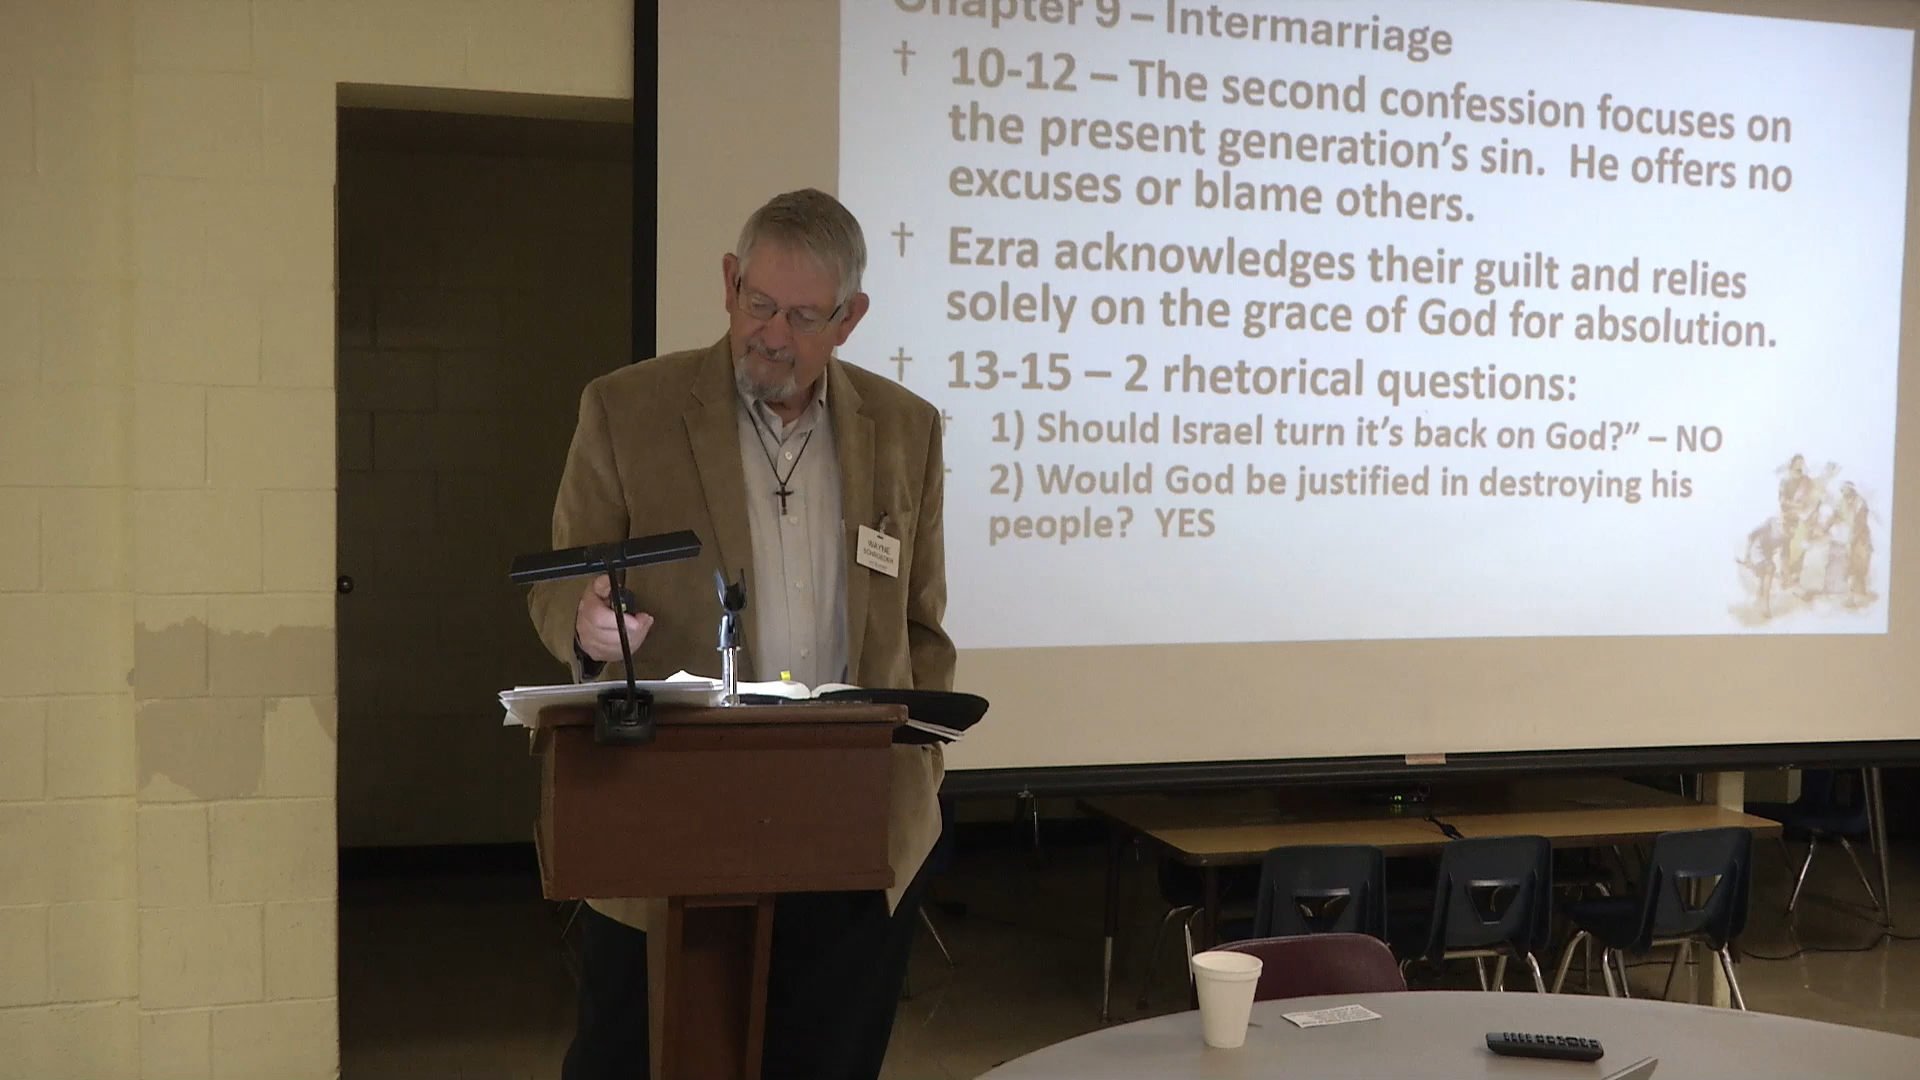 Chapter 9 – Intermarriage
† 10-12 – The second confession focuses on
the present generation's sin. He offers no
excuses or blame others.
† Ezra acknowledges their guilt and relies
solely on the grace of God for absolution.
† 13-15 – 2 rhetorical questions:
† 1) Should Israel turn it's back on God?" – NO
2) Would God be justified in destroying his
people? YES
WAYNE
SCHROEDER